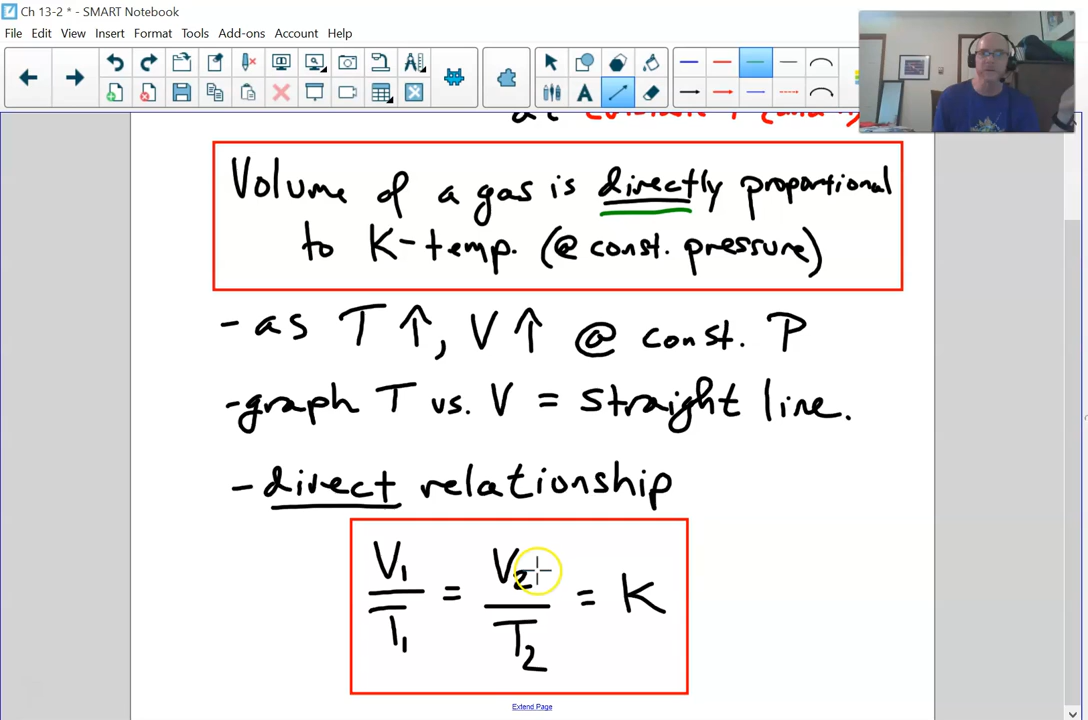 Ch 13-2 * - SMART Notebook
File Edit View Insert Format Tools Add-ons Account Help
at
Volume of a gas is directly proportional
to K-temp. (@ const. pressure)
- as T ↑, V ↑ @ const. P
- graph T vs. V = straight line.
- direct relationship
V₁/T₁ = V₂/T₂ = K
Extend Page